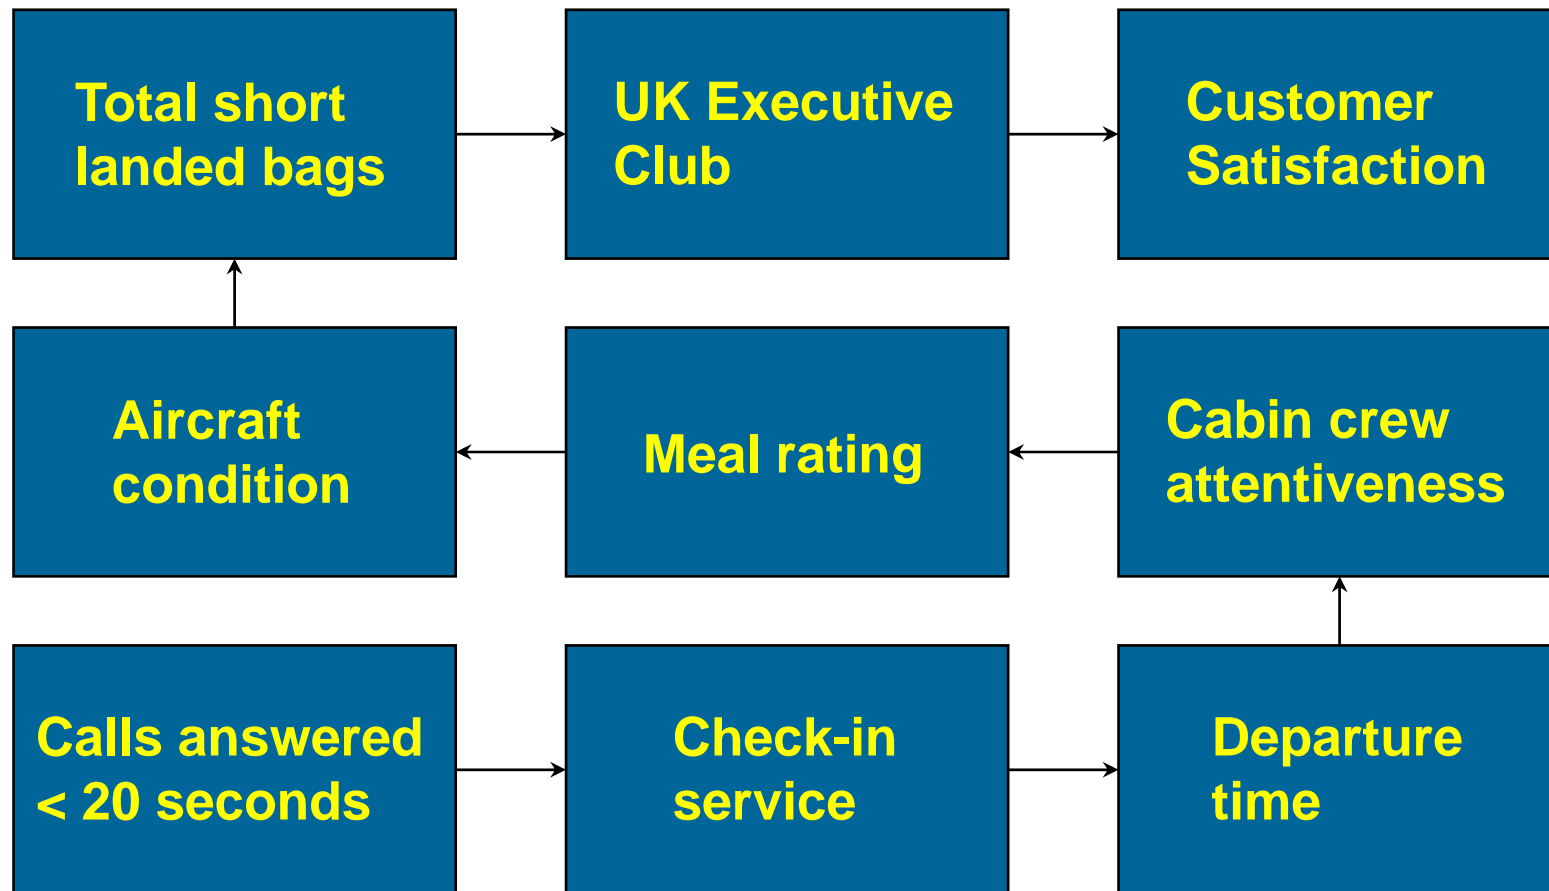 Total short
landed bags
UK Executive
Club
Customer
Satisfaction
Aircraft
condition
Meal rating
Cabin crew
attentiveness
Calls answered
< 20 seconds
Check-in
service
Departure
time